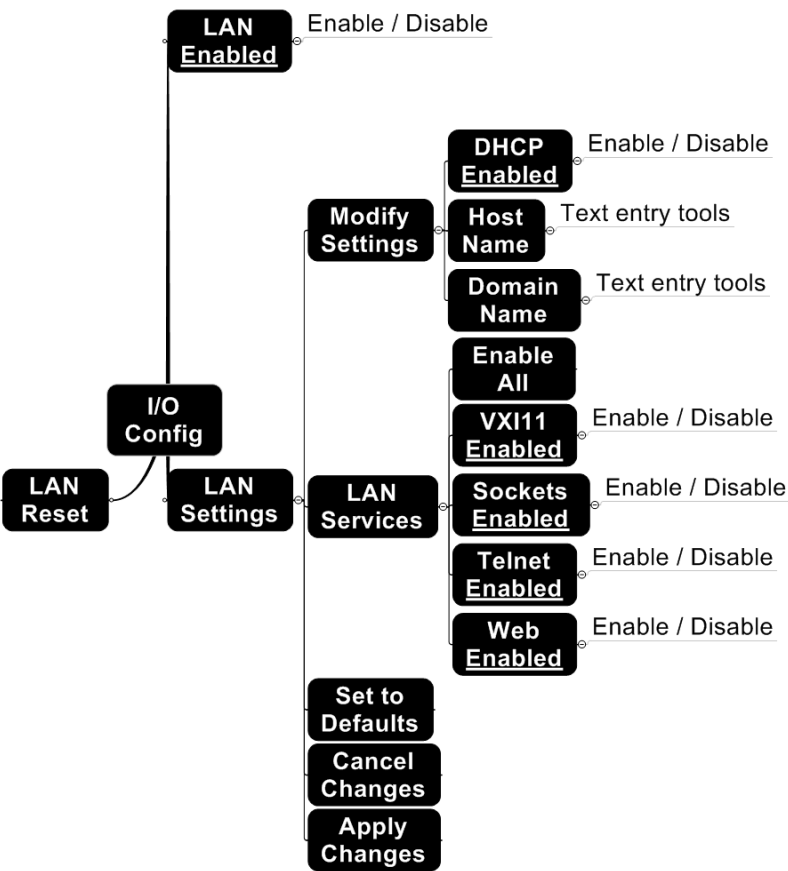 LAN
Enabled
Enable / Disable
DHCP
Enabled
Enable / Disable
Modify
Settings
Host
Name
Text entry tools
Domain
Name
Text entry tools
Enable
All
I/O
Config
VXI11
Enabled
Enable / Disable
LAN
Reset
LAN
Settings
LAN
Services
Sockets
Enabled
Enable / Disable
Telnet
Enabled
Enable / Disable
Web
Enabled
Enable / Disable
Set to
Defaults
Cancel
Changes
Apply
Changes